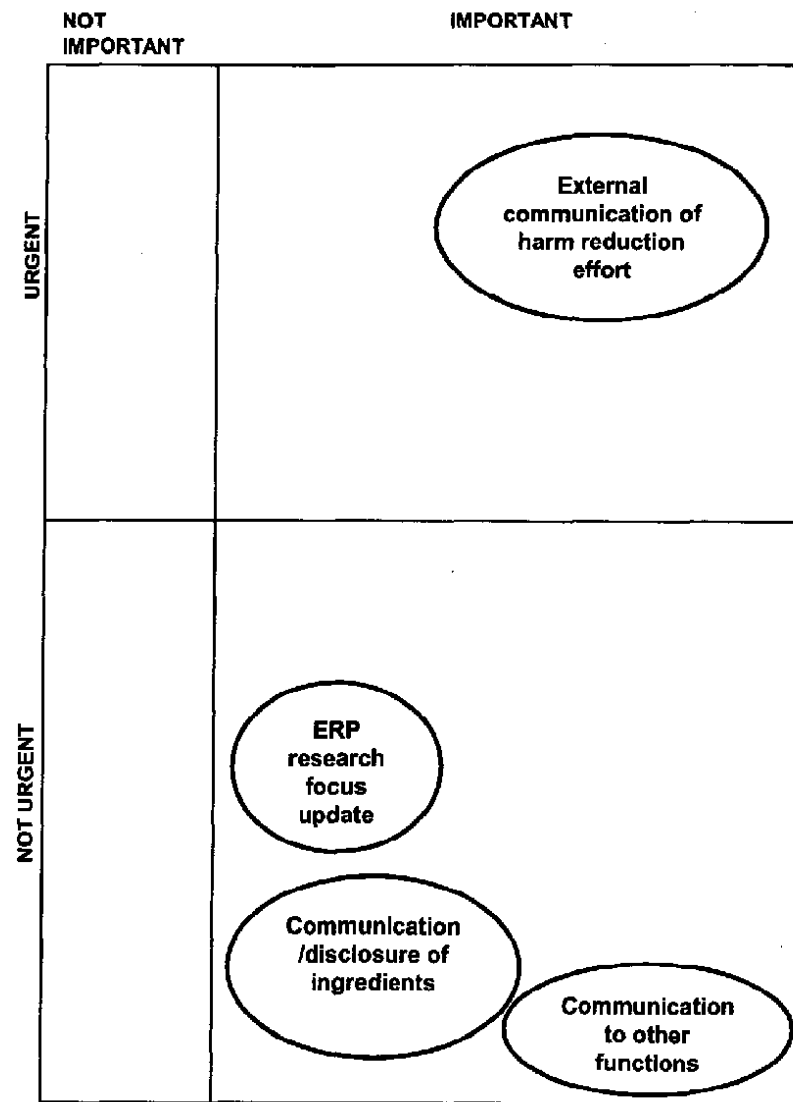 NOT
IMPORTANT
IMPORTANT
URGENT
External
communication of
harm reduction
effort
NOT URGENT
ERP
research
focus
update
Communication
/disclosure of
ingredients
Communication
to other
functions